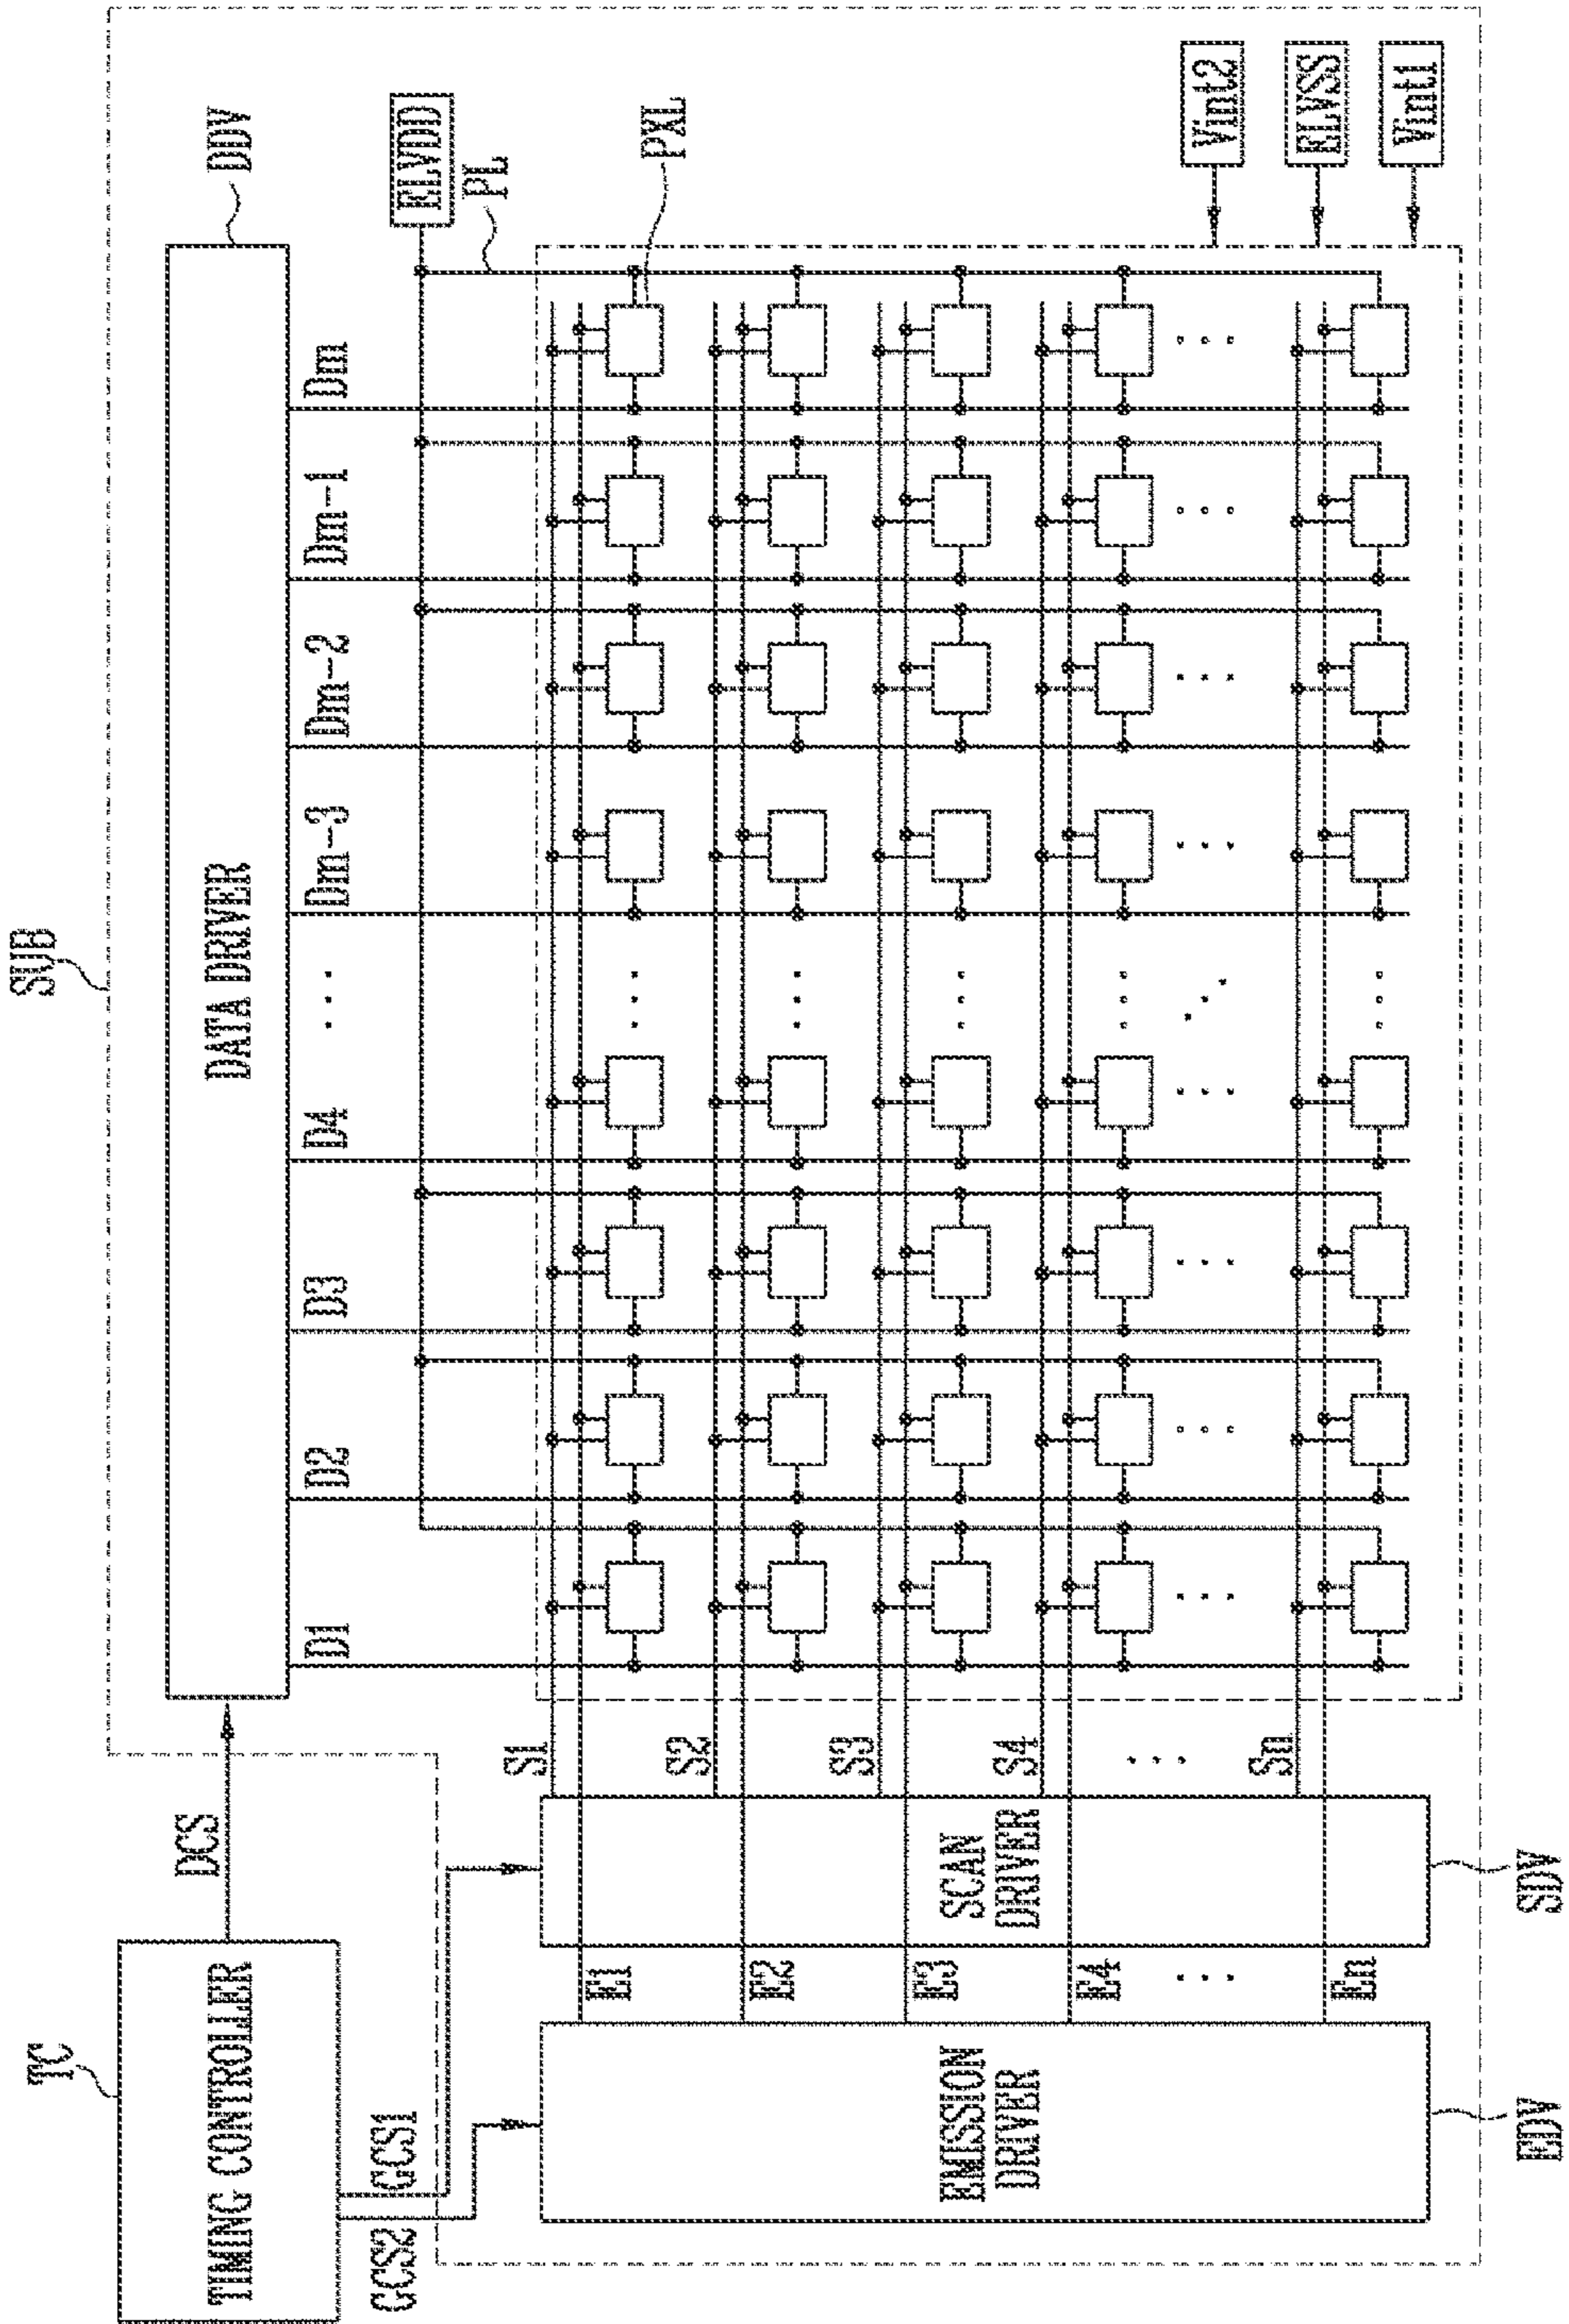 SUB
TC
TIMING CONTROLLER
DCS
DATA DRIVER
DDV
GCS2
GCS1
D1
D2
D3
D4
. . .
Dm-3
Dm-2
Dm-1
Dm
ELVDD
PL
PXL
EMISSION
DRIVER
SCAN
DRIVER
E1
E2
E3
E4
. . .
En
S1
S2
S3
S4
. . .
Sn
Vint2
ELVSS
Vint1
EDV
SDV